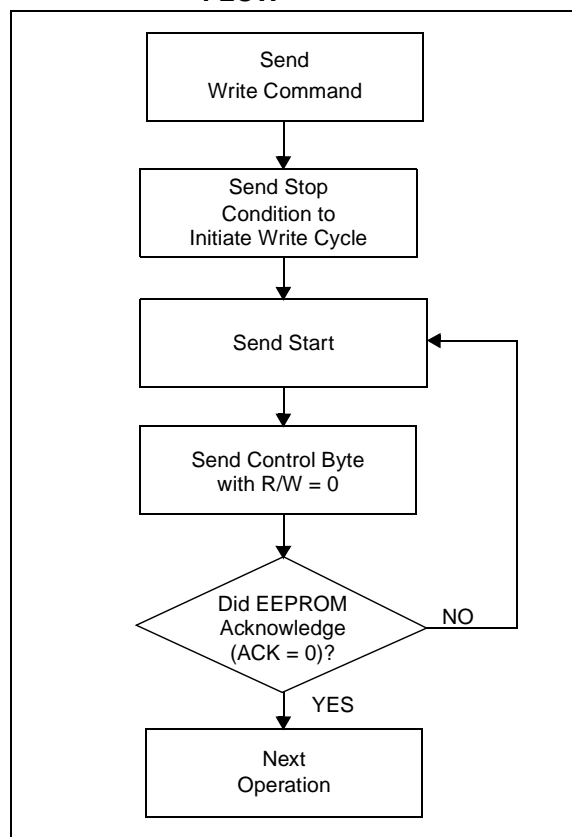 Send
Write Command
Send Stop
Condition to
Initiate Write Cycle
Send Start
Send Control Byte
with R/W = 0
Did EEPROM
Acknowledge
(ACK = 0)?
NO
YES
Next
Operation